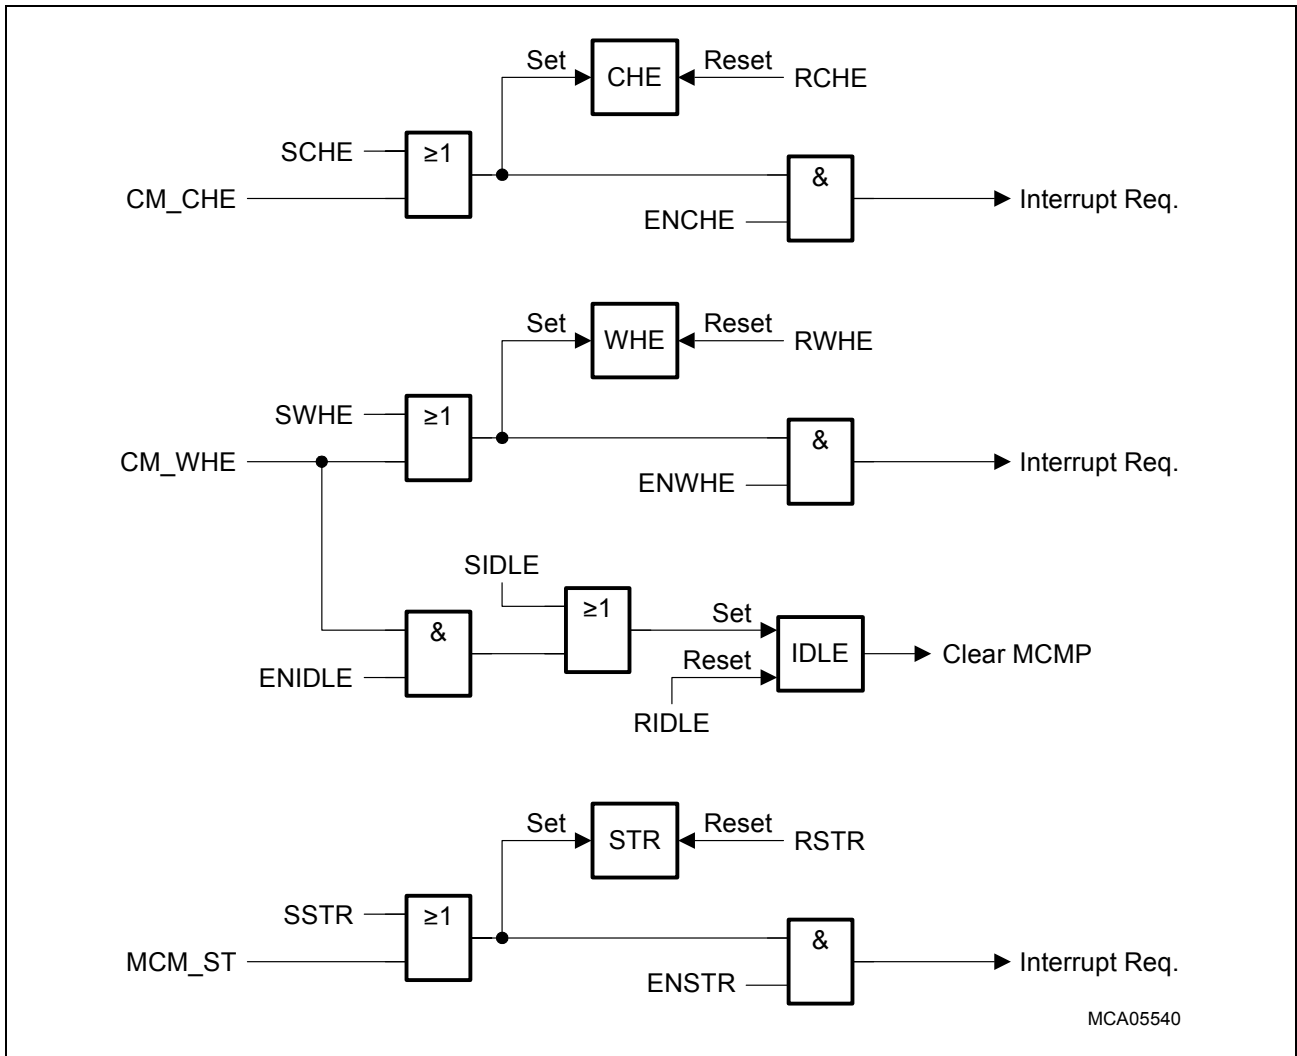 Set
CHE
Reset
RCHE
SCHE
≥1
CM_CHE
&
ENCHE
Interrupt Req.
Set
WHE
Reset
RWHE
SWHE
≥1
CM_WHE
&
ENWHE
Interrupt Req.
SIDLE
≥1
&
ENIDLE
Set
Reset
IDLE
Clear MCMP
RIDLE
Set
STR
Reset
RSTR
SSTR
≥1
MCM_ST
&
ENSTR
Interrupt Req.
MCA05540